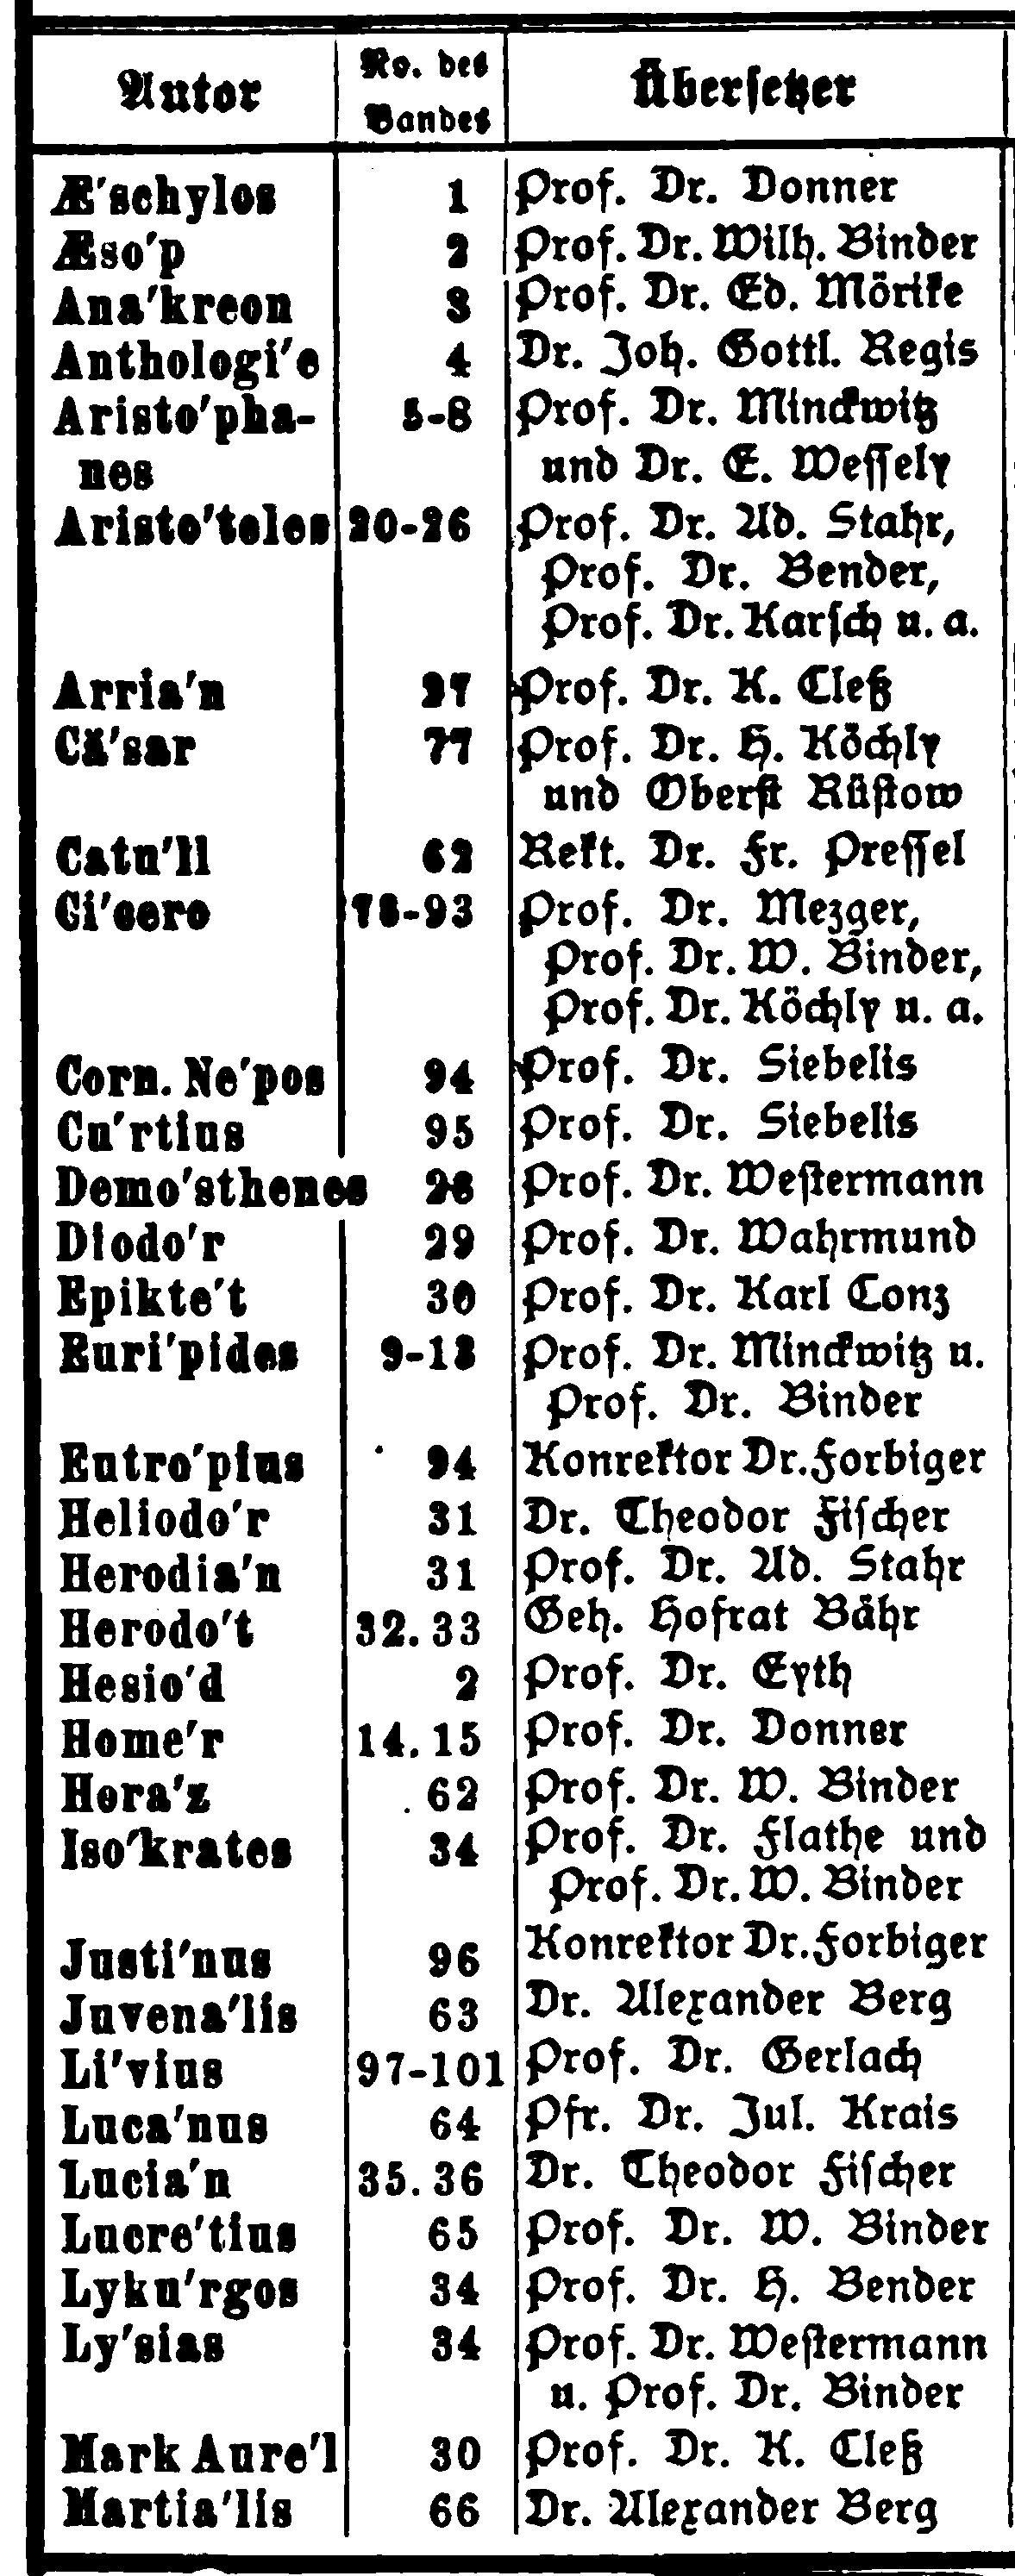 Autor No. des Bandes Übersetzer
Æ'schylos 1 Prof. Dr. Donner
Æso'p 2 Prof. Dr. Wilh. Binder
Ana'kreon 3 Prof. Dr. Ed. Mörike
Anthologi'e 4 Dr. Joh. Gottl. Regis
Aristo'pha- 5-8 Prof. Dr. Minckwitz
nes und Dr. E. Wessely
Aristo'teles 20-26 Prof. Dr. Ad. Stahr,
Prof. Dr. Bender,
Prof. Dr. Karsch u. a.
Arria'n 27 Prof. Dr. K. Cleß
Cä'sar 77 Prof. Dr. H. Köchly
und Oberst Rüstow
Catu'll 62 Rekt. Dr. Fr. Pressel
Ci'cero 78-93 Prof. Dr. Mezger,
Prof. Dr. W. Binder,
Prof. Dr. Köchly u. a.
Corn. Ne'pos 94 Prof. Dr. Siebelis
Cu'rtius 95 Prof. Dr. Siebelis
Demo'sthenes 28 Prof. Dr. Westermann
Diodo'r 29 Prof. Dr. Wahrmund
Epikte't 30 Prof. Dr. Karl Conz
Euri'pides 9-13 Prof. Dr. Minckwitz u.
Prof. Dr. Binder
Eutro'pius 94 Konrektor Dr. Forbiger
Heliodo'r 31 Dr. Theodor Fischer
Herodia'n 31 Prof. Dr. Ad. Stahr
Herodo't 32. 33 Geh. Hofrat Bähr
Hesio'd 2 Prof. Dr. Eyth
Home'r 14. 15 Prof. Dr. Donner
Hora'z 62 Prof. Dr. W. Binder
Iso'krates 34 Prof. Dr. Flathe und
Prof. Dr. W. Binder
Justi'nus 96 Konrektor Dr. Forbiger
Juvena'lis 63 Dr. Alexander Berg
Li'vius 97-101 Prof. Dr. Gerlach
Luca'nus 64 Pfr. Dr. Jul. Krais
Lucia'n 35. 36 Dr. Theodor Fischer
Lucre'tius 65 Prof. Dr. W. Binder
Lyku'rgos 34 Prof. Dr. H. Bender
Ly'sias 34 Prof. Dr. Westermann
u. Prof. Dr. Binder
Mark Aure'l 30 Prof. Dr. K. Cleß
Martia'lis 66 Dr. Alexander Berg